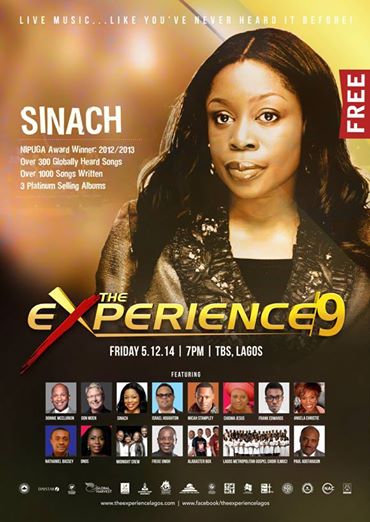 LIVE MUSIC...LIKE YOU'VE NEVER HEARD IT BEFORE!
FREE
SINACH
NIPUGA Award Winner: 2012/2013
Over 300 Globally Heard Songs
Over 1000 Songs Written
3 Platinum Selling Albums
THE
EXPERIENCE'9
FRIDAY 5.12.14 | 7PM | TBS, LAGOS
FEATURING
DONNIE MCCLURKIN DON MOEN SINACH ISRAEL HOUGHTON MICAH STAMPLEY CHIOMA JESUS FRANK EDWARDS ANGELA CHRISTIE
NATHANIEL BASSEY ONOS MIDNIGHT CREW FREKE UMOH ALABASTER BOX LAGOS METROPOLITAN GOSPEL CHOIR (LMGC) PAUL ADEFARASIN
www.theexperiencelagos.com | www.facebook/theexperiencelagos